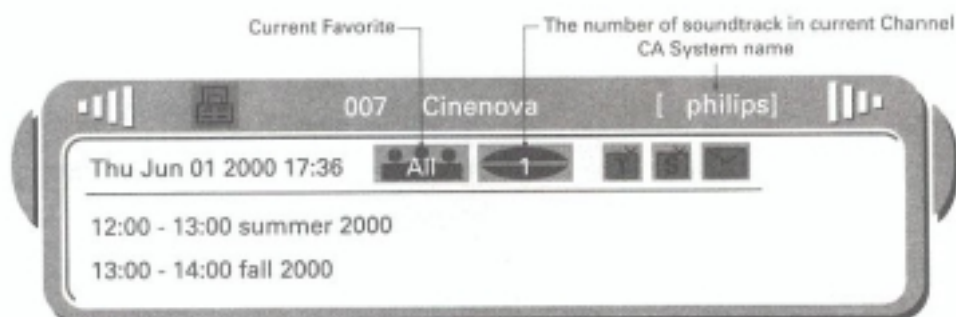 Current Favorite
The number of soundtrack in current Channel
CA System name
007 Cinenova [ philips]
Thu Jun 01 2000 17:36 All 1 T S
12:00 - 13:00 summer 2000
13:00 - 14:00 fall 2000